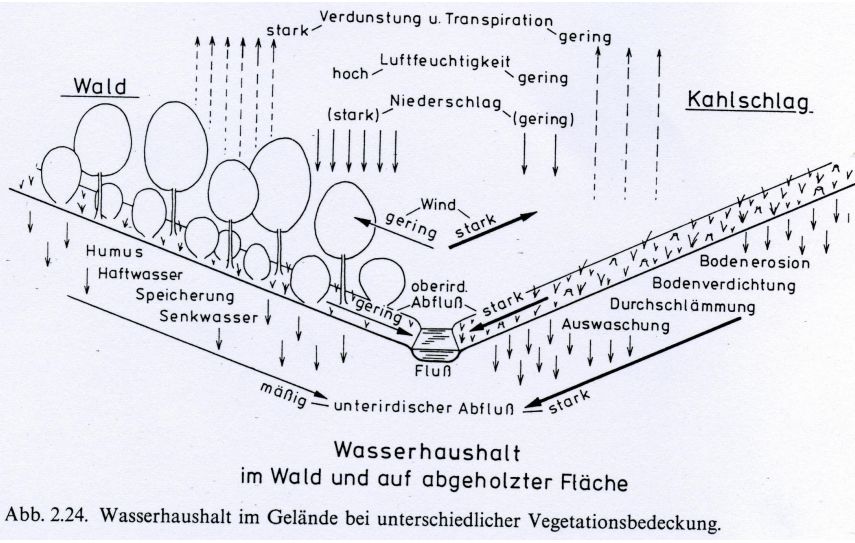 Verdunstung u. Transpiration
stark gering
Luftfeuchtigkeit
hoch gering
Niederschlag
(stark) (gering)
Wald
Kahlschlag
Wind
gering stark
Humus
Haftwasser
Speicherung
Senkwasser
oberird.
Abfluß
gering
stark
Bodenerosion
Bodenverdichtung
Durchschlämmung
Auswaschung
Fluß
mäßig unterirdischer Abfluß stark
Wasserhaushalt
im Wald und auf abgeholzter Fläche
Abb. 2.24. Wasserhaushalt im Gelände bei unterschiedlicher Vegetationsbedeckung.